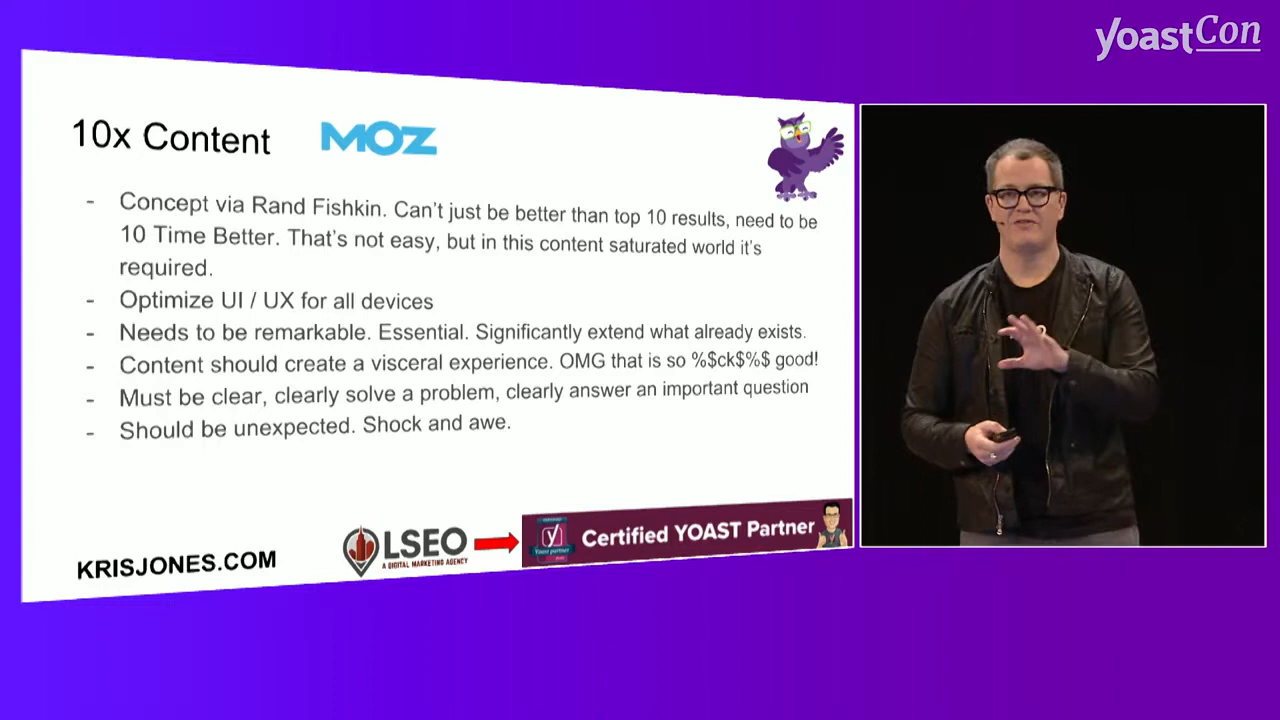 yoastCon
10x Content
MOZ
- Concept via Rand Fishkin. Can't just be better than top 10 results, need to be
10 Time Better. That's not easy, but in this content saturated world it's
required.
- Optimize UI / UX for all devices
- Needs to be remarkable. Essential. Significantly extend what already exists.
- Content should create a visceral experience. OMG that is so %$ck$%$ good!
- Must be clear, clearly solve a problem, clearly answer an important question
- Should be unexpected. Shock and awe.
KRISJONES.COM
LSEO
A DIGITAL MARKETING AGENCY
Yoast partner
Certified YOAST Partner